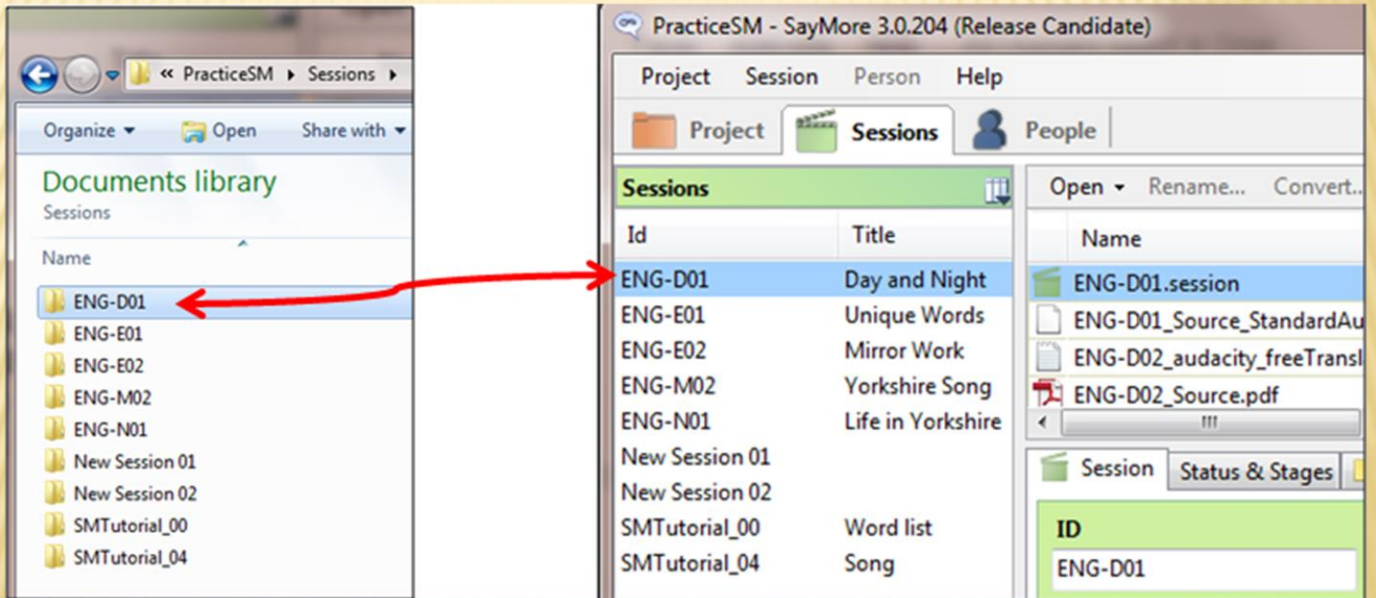 « PracticeSM ▸ Sessions ▸
Organize ▾ Open Share with ▾
Documents library
Sessions
Name
ENG-D01
ENG-E01
ENG-E02
ENG-M02
ENG-N01
New Session 01
New Session 02
SMTutorial_00
SMTutorial_04
PracticeSM - SayMore 3.0.204 (Release Candidate)
Project Session Person Help
Project Sessions People
Sessions
Id Title
ENG-D01 Day and Night
ENG-E01 Unique Words
ENG-E02 Mirror Work
ENG-M02 Yorkshire Song
ENG-N01 Life in Yorkshire
New Session 01
New Session 02
SMTutorial_00 Word list
SMTutorial_04 Song
Open ▾ Rename... Convert..
Name
ENG-D01.session
ENG-D01_Source_StandardAu
ENG-D02_audacity_freeTransl
ENG-D02_Source.pdf
Session Status & Stages
ID
ENG-D01